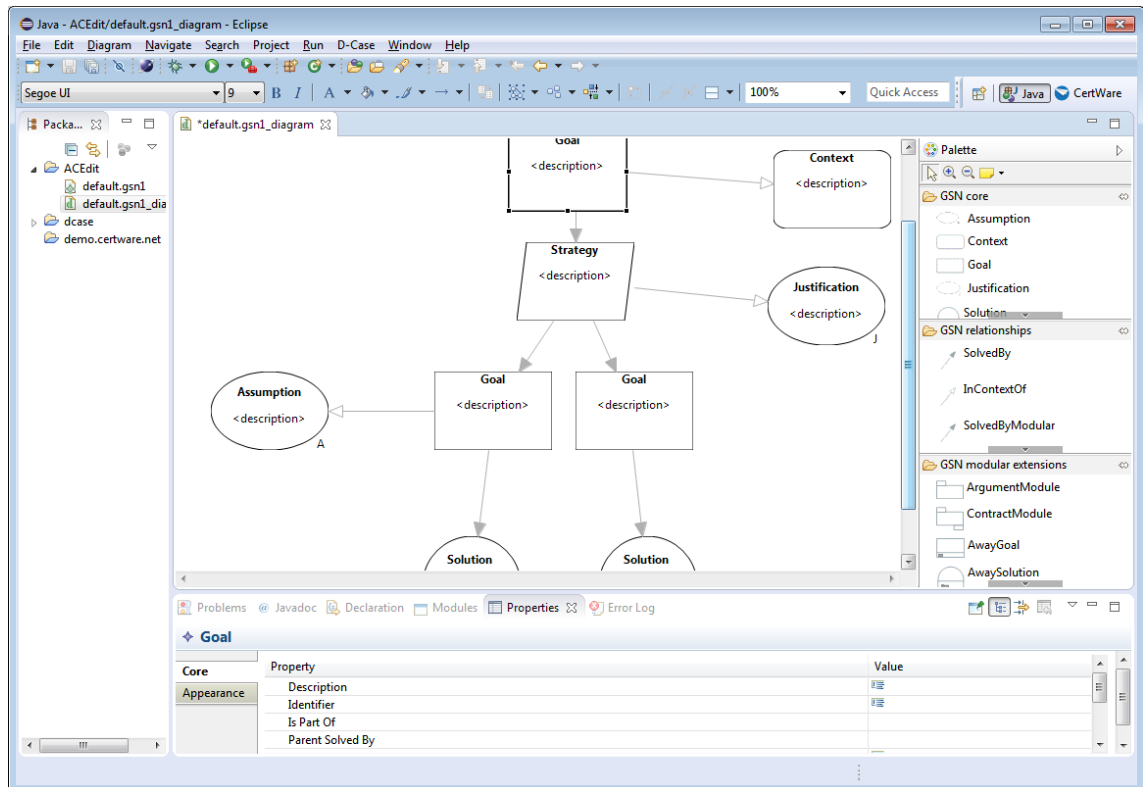 Java - ACEdit/default.gsn1_diagram - Eclipse
File Edit Diagram Navigate Search Project Run D-Case Window Help
Segoe UI 9 B I A 100% Quick Access Java CertWare
Packa...
ACEdit
default.gsn1
default.gsn1_dia
dcase
demo.certware.net
*default.gsn1_diagram
Goal
<description>
Context
<description>
Strategy
<description>
Justification
<description>
J
Assumption
<description>
A
Goal
<description>
Goal
<description>
Solution
Solution
Palette
GSN core
Assumption
Context
Goal
Justification
Solution
GSN relationships
SolvedBy
InContextOf
SolvedByModular
GSN modular extensions
ArgumentModule
ContractModule
AwayGoal
AwaySolution
Problems @ Javadoc Declaration Modules Properties Error Log
Goal
Core
Appearance
Property Value
Description
Identifier
Is Part Of
Parent Solved By